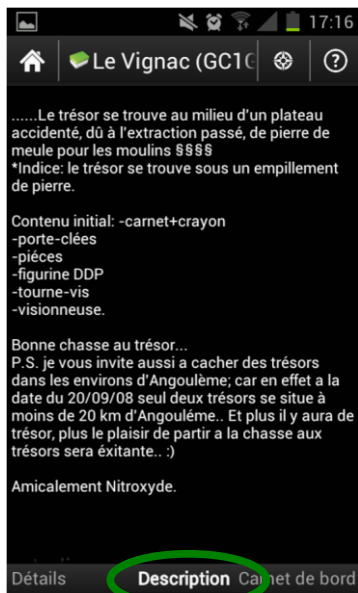 17:16
Le Vignac (GC1G
......Le trésor se trouve au milieu d'un plateau
accidenté, dû à l'extraction passé, de pierre de
meule pour les moulins §§§§
*Indice: le trésor se trouve sous un empillement
de pierre.
Contenu initial: -carnet+crayon
-porte-clées
-piéces
-figurine DDP
-tourne-vis
-visionneuse.
Bonne chasse au trésor...
P.S. je vous invite aussi a cacher des trésors
dans les environs d'Angoulème; car en effet a la
date du 20/09/08 seul deux trésors se situe à
moins de 20 km d'Angouléme.. Et plus il y aura de
trésor, plus le plaisir de partir a la chasse aux
trésors sera éxitante.. :)
Amicalement Nitroxyde.
Détails Description Carnet de bord